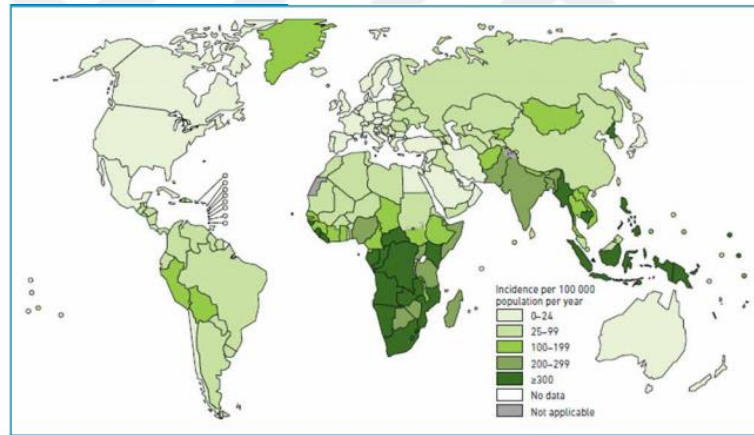 Incidence per 100 000
population per year
0–24
25–99
100–199
200–299
≥300
No data
Not applicable